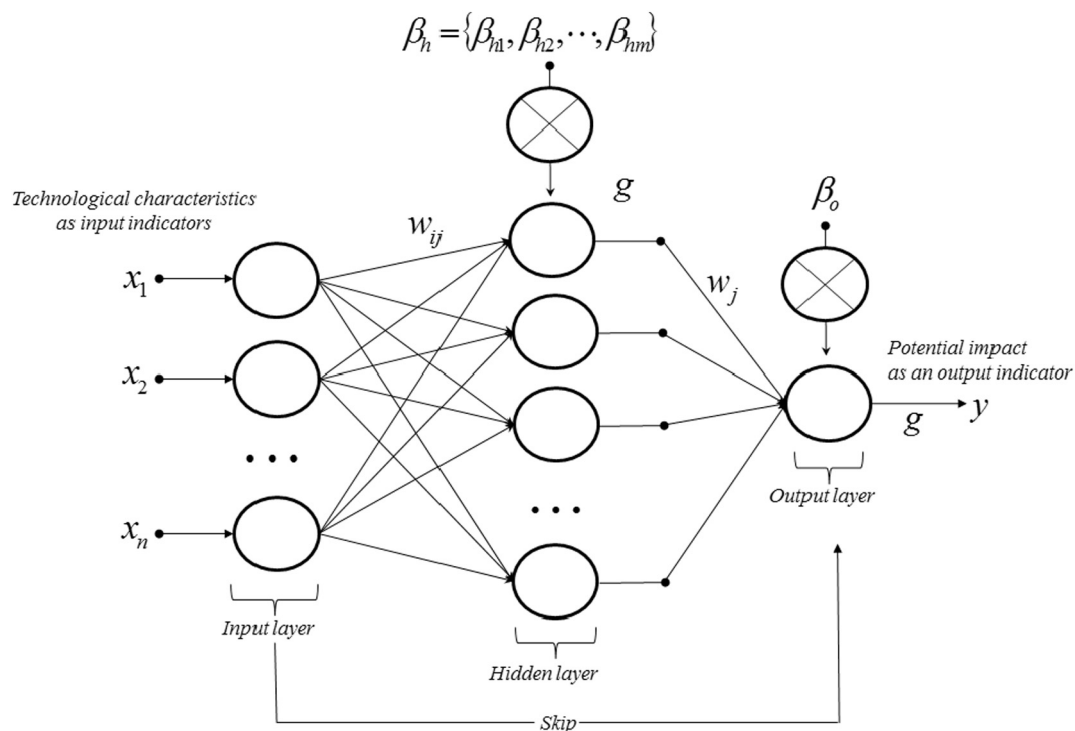 β_h = {β_h1, β_h2, ⋯, β_hm}
Technological characteristics
as input indicators
w_ij
g
β_o
x_1
w_j
x_2
Potential impact
as an output indicator
g
y
x_n
Output layer
Input layer
Hidden layer
Skip